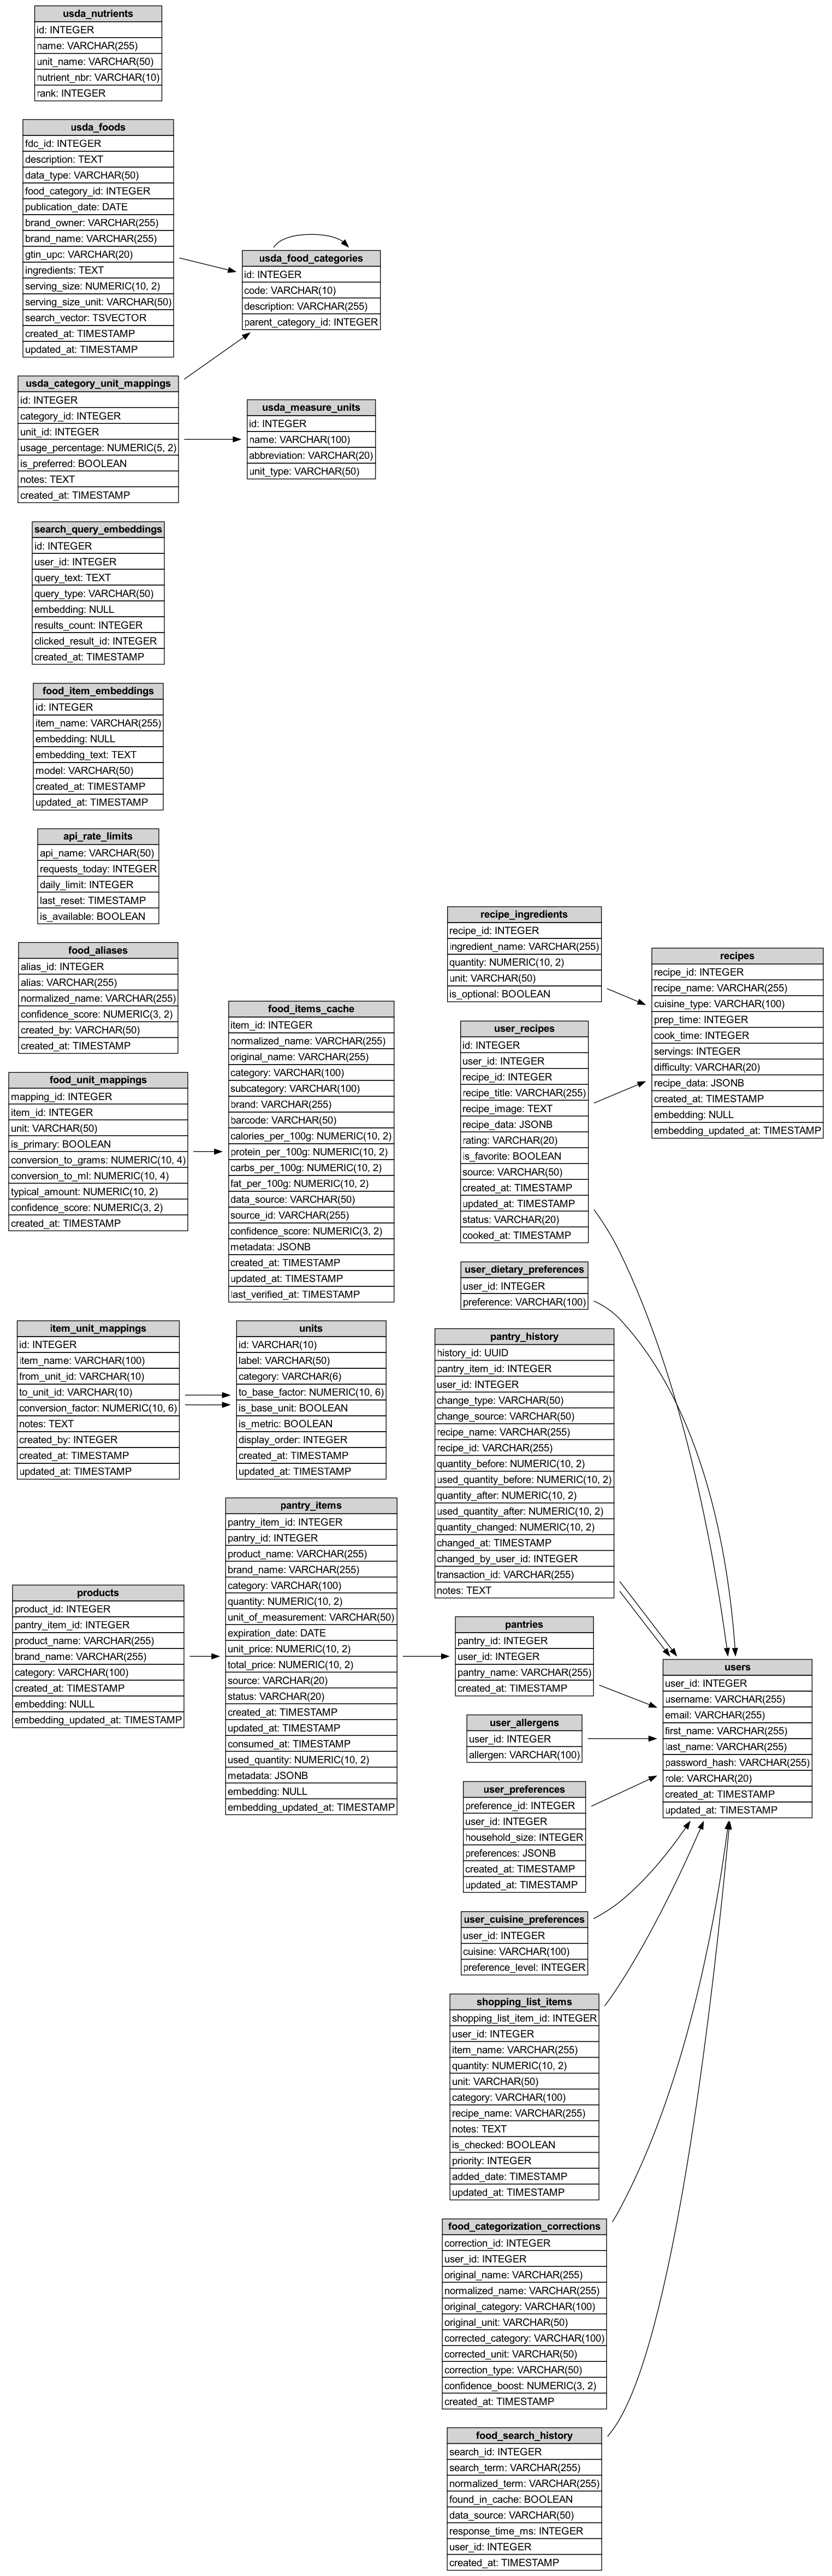 usda_nutrients
id: INTEGER
name: VARCHAR(255)
unit_name: VARCHAR(50)
nutrient_nbr: VARCHAR(10)
rank: INTEGER
usda_foods
fdc_id: INTEGER
description: TEXT
data_type: VARCHAR(50)
food_category_id: INTEGER
publication_date: DATE
brand_owner: VARCHAR(255)
brand_name: VARCHAR(255)
gtin_upc: VARCHAR(20)
ingredients: TEXT
serving_size: NUMERIC(10, 2)
serving_size_unit: VARCHAR(50)
search_vector: TSVECTOR
created_at: TIMESTAMP
updated_at: TIMESTAMP
usda_food_categories
id: INTEGER
code: VARCHAR(10)
description: VARCHAR(255)
parent_category_id: INTEGER
usda_category_unit_mappings
id: INTEGER
category_id: INTEGER
unit_id: INTEGER
usage_percentage: NUMERIC(5, 2)
is_preferred: BOOLEAN
notes: TEXT
created_at: TIMESTAMP
usda_measure_units
id: INTEGER
name: VARCHAR(100)
abbreviation: VARCHAR(20)
unit_type: VARCHAR(50)
search_query_embeddings
id: INTEGER
user_id: INTEGER
query_text: TEXT
query_type: VARCHAR(50)
embedding: NULL
results_count: INTEGER
clicked_result_id: INTEGER
created_at: TIMESTAMP
food_item_embeddings
id: INTEGER
item_name: VARCHAR(255)
embedding: NULL
embedding_text: TEXT
model: VARCHAR(50)
created_at: TIMESTAMP
updated_at: TIMESTAMP
api_rate_limits
api_name: VARCHAR(50)
requests_today: INTEGER
daily_limit: INTEGER
last_reset: TIMESTAMP
is_available: BOOLEAN
food_aliases
alias_id: INTEGER
alias: VARCHAR(255)
normalized_name: VARCHAR(255)
confidence_score: NUMERIC(3, 2)
created_by: VARCHAR(50)
created_at: TIMESTAMP
food_unit_mappings
mapping_id: INTEGER
item_id: INTEGER
unit: VARCHAR(50)
is_primary: BOOLEAN
conversion_to_grams: NUMERIC(10, 4)
conversion_to_ml: NUMERIC(10, 4)
typical_amount: NUMERIC(10, 2)
confidence_score: NUMERIC(3, 2)
created_at: TIMESTAMP
food_items_cache
item_id: INTEGER
normalized_name: VARCHAR(255)
original_name: VARCHAR(255)
category: VARCHAR(100)
subcategory: VARCHAR(100)
brand: VARCHAR(255)
barcode: VARCHAR(50)
calories_per_100g: NUMERIC(10, 2)
protein_per_100g: NUMERIC(10, 2)
carbs_per_100g: NUMERIC(10, 2)
fat_per_100g: NUMERIC(10, 2)
data_source: VARCHAR(50)
source_id: VARCHAR(255)
confidence_score: NUMERIC(3, 2)
metadata: JSONB
created_at: TIMESTAMP
updated_at: TIMESTAMP
last_verified_at: TIMESTAMP
recipe_ingredients
recipe_id: INTEGER
ingredient_name: VARCHAR(255)
quantity: NUMERIC(10, 2)
unit: VARCHAR(50)
is_optional: BOOLEAN
recipes
recipe_id: INTEGER
recipe_name: VARCHAR(255)
cuisine_type: VARCHAR(100)
prep_time: INTEGER
cook_time: INTEGER
servings: INTEGER
difficulty: VARCHAR(20)
recipe_data: JSONB
created_at: TIMESTAMP
embedding: NULL
embedding_updated_at: TIMESTAMP
user_recipes
id: INTEGER
user_id: INTEGER
recipe_id: INTEGER
recipe_title: VARCHAR(255)
recipe_image: TEXT
recipe_data: JSONB
rating: VARCHAR(20)
is_favorite: BOOLEAN
source: VARCHAR(50)
created_at: TIMESTAMP
updated_at: TIMESTAMP
status: VARCHAR(20)
cooked_at: TIMESTAMP
user_dietary_preferences
user_id: INTEGER
preference: VARCHAR(100)
item_unit_mappings
id: INTEGER
item_name: VARCHAR(100)
from_unit_id: VARCHAR(10)
to_unit_id: VARCHAR(10)
conversion_factor: NUMERIC(10, 6)
notes: TEXT
created_by: INTEGER
created_at: TIMESTAMP
updated_at: TIMESTAMP
units
id: VARCHAR(10)
label: VARCHAR(50)
category: VARCHAR(6)
to_base_factor: NUMERIC(10, 6)
is_base_unit: BOOLEAN
is_metric: BOOLEAN
display_order: INTEGER
created_at: TIMESTAMP
updated_at: TIMESTAMP
pantry_history
history_id: UUID
pantry_item_id: INTEGER
user_id: INTEGER
change_type: VARCHAR(50)
change_source: VARCHAR(50)
recipe_name: VARCHAR(255)
recipe_id: VARCHAR(255)
quantity_before: NUMERIC(10, 2)
used_quantity_before: NUMERIC(10, 2)
quantity_after: NUMERIC(10, 2)
used_quantity_after: NUMERIC(10, 2)
quantity_changed: NUMERIC(10, 2)
changed_at: TIMESTAMP
changed_by_user_id: INTEGER
transaction_id: VARCHAR(255)
notes: TEXT
products
product_id: INTEGER
pantry_item_id: INTEGER
product_name: VARCHAR(255)
brand_name: VARCHAR(255)
category: VARCHAR(100)
created_at: TIMESTAMP
embedding: NULL
embedding_updated_at: TIMESTAMP
pantry_items
pantry_item_id: INTEGER
pantry_id: INTEGER
product_name: VARCHAR(255)
brand_name: VARCHAR(255)
category: VARCHAR(100)
quantity: NUMERIC(10, 2)
unit_of_measurement: VARCHAR(50)
expiration_date: DATE
unit_price: NUMERIC(10, 2)
total_price: NUMERIC(10, 2)
source: VARCHAR(20)
status: VARCHAR(20)
created_at: TIMESTAMP
updated_at: TIMESTAMP
consumed_at: TIMESTAMP
used_quantity: NUMERIC(10, 2)
metadata: JSONB
embedding: NULL
embedding_updated_at: TIMESTAMP
pantries
pantry_id: INTEGER
user_id: INTEGER
pantry_name: VARCHAR(255)
created_at: TIMESTAMP
users
user_id: INTEGER
username: VARCHAR(255)
email: VARCHAR(255)
first_name: VARCHAR(255)
last_name: VARCHAR(255)
password_hash: VARCHAR(255)
role: VARCHAR(20)
created_at: TIMESTAMP
updated_at: TIMESTAMP
user_allergens
user_id: INTEGER
allergen: VARCHAR(100)
user_preferences
preference_id: INTEGER
user_id: INTEGER
household_size: INTEGER
preferences: JSONB
created_at: TIMESTAMP
updated_at: TIMESTAMP
user_cuisine_preferences
user_id: INTEGER
cuisine: VARCHAR(100)
preference_level: INTEGER
shopping_list_items
shopping_list_item_id: INTEGER
user_id: INTEGER
item_name: VARCHAR(255)
quantity: NUMERIC(10, 2)
unit: VARCHAR(50)
category: VARCHAR(100)
recipe_name: VARCHAR(255)
notes: TEXT
is_checked: BOOLEAN
priority: INTEGER
added_date: TIMESTAMP
updated_at: TIMESTAMP
food_categorization_corrections
correction_id: INTEGER
user_id: INTEGER
original_name: VARCHAR(255)
normalized_name: VARCHAR(255)
original_category: VARCHAR(100)
original_unit: VARCHAR(50)
corrected_category: VARCHAR(100)
corrected_unit: VARCHAR(50)
correction_type: VARCHAR(50)
confidence_boost: NUMERIC(3, 2)
created_at: TIMESTAMP
food_search_history
search_id: INTEGER
search_term: VARCHAR(255)
normalized_term: VARCHAR(255)
found_in_cache: BOOLEAN
data_source: VARCHAR(50)
response_time_ms: INTEGER
user_id: INTEGER
created_at: TIMESTAMP